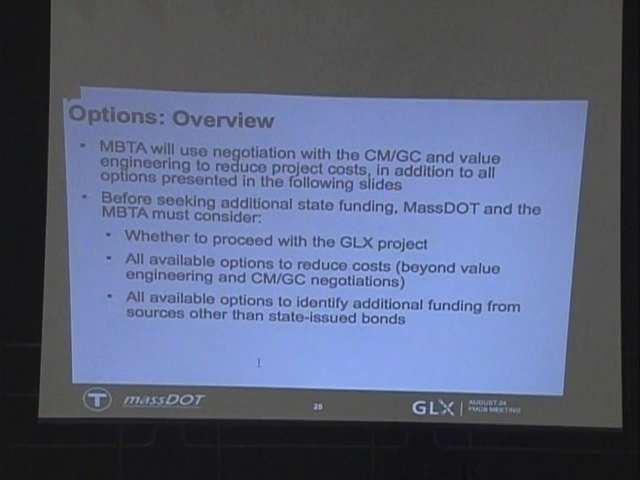 Options: Overview
• MBTA will use negotiation with the CM/GC and value
engineering to reduce project costs, in addition to all
options presented in the following slides
• Before seeking additional state funding, MassDOT and the
MBTA must consider:
• Whether to proceed with the GLX project
• All available options to reduce costs (beyond value
engineering and CM/GC negotiations)
• All available options to identify additional funding from
sources other than state-issued bonds
T massDOT
25
GLX
AUGUST 24
FMCB MEETING